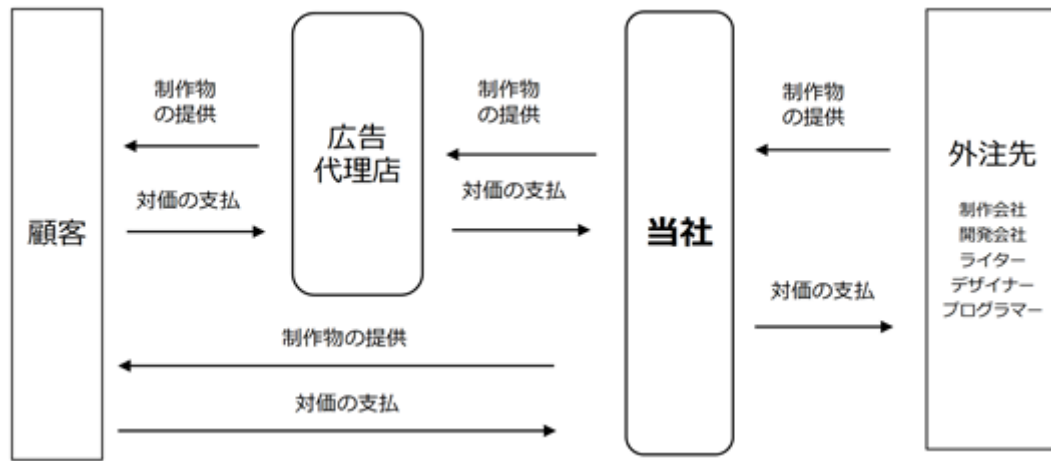 顧客
制作物
の提供
対価の支払
広告
代理店
制作物
の提供
対価の支払
制作物の提供
対価の支払
当社
制作物
の提供
対価の支払
外注先
制作会社
開発会社
ライター
デザイナー
プログラマー